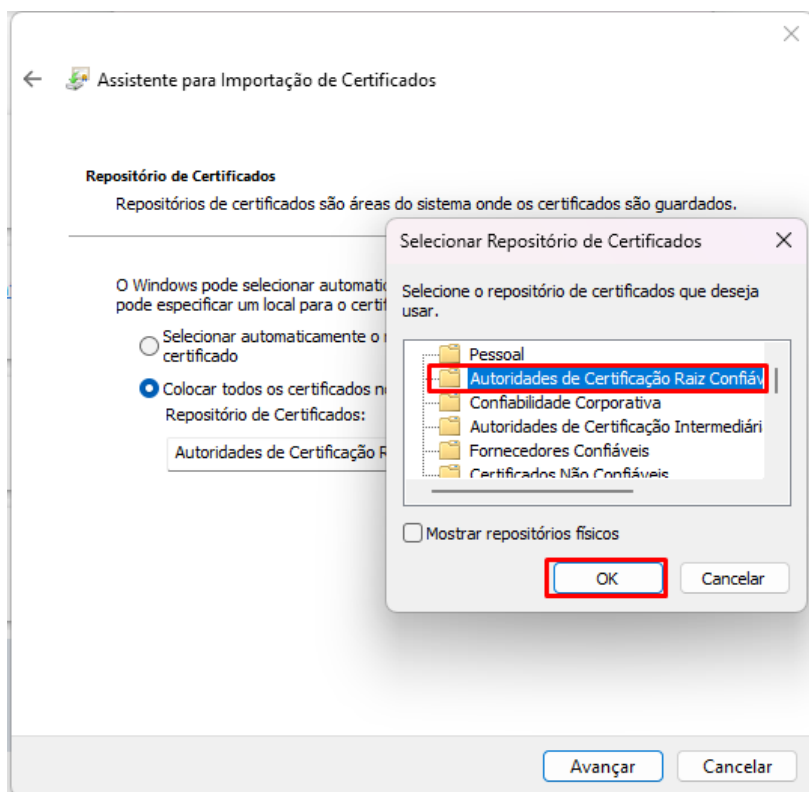 Assistente para Importação de Certificados
Repositório de Certificados
Repositórios de certificados são áreas do sistema onde os certificados são guardados.
O Windows pode selecionar automatic
pode especificar um local para o certif
Selecionar automaticamente o
certificado
Colocar todos os certificados n
Repositório de Certificados:
Autoridades de Certificação R
Selecionar Repositório de Certificados
Selecione o repositório de certificados que deseja
usar.
Pessoal
Autoridades de Certificação Raiz Confiáv
Confiabilidade Corporativa
Autoridades de Certificação Intermediári
Fornecedores Confiáveis
Certificados Não Confiáveis
Mostrar repositórios físicos
OK
Cancelar
Avançar
Cancelar